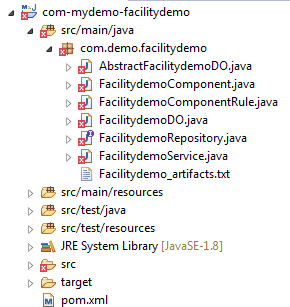 com-mydemo-facilitydemo
src/main/java
com.demo.facilitydemo
AbstractFacilitydemoDO.java
FacilitydemoComponent.java
FacilitydemoComponentRule.java
FacilitydemoDO.java
FacilitydemoRepository.java
FacilitydemoService.java
Facilitydemo_artifacts.txt
src/main/resources
src/test/java
src/test/resources
JRE System Library [JavaSE-1.8]
src
target
pom.xml